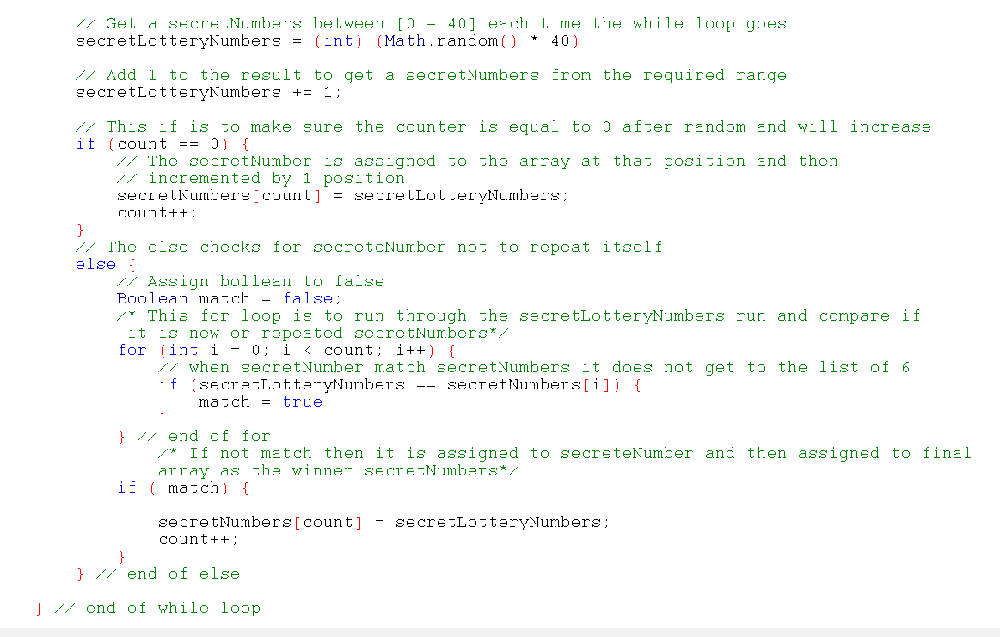 // Get a secretNumbers between [0 - 40] each time the while loop goes
secretLotteryNumbers = (int) (Math.random() * 40);
// Add 1 to the result to get a secretNumbers from the required range
secretLotteryNumbers += 1;
// This if is to make sure the counter is equal to 0 after random and will increase
if (count == 0) {
// The secretNumber is assigned to the array at that position and then
// incremented by 1 position
secretNumbers[count] = secretLotteryNumbers;
count++;
}
// The else checks for secreteNumber not to repeat itself
else {
// Assign bollean to false
Boolean match = false;
/* This for loop is to run through the secretLotteryNumbers run and compare if
it is new or repeated secretNumbers*/
for (int i = 0; i < count; i++) {
// when secretNumber match secretNumbers it does not get to the list of 6
if (secretLotteryNumbers == secretNumbers[i]) {
match = true;
}
} // end of for
/* If not match then it is assigned to secreteNumber and then assigned to final
array as the winner secretNumbers*/
if (!match) {
secretNumbers[count] = secretLotteryNumbers;
count++;
}
} // end of else
} // end of while loop